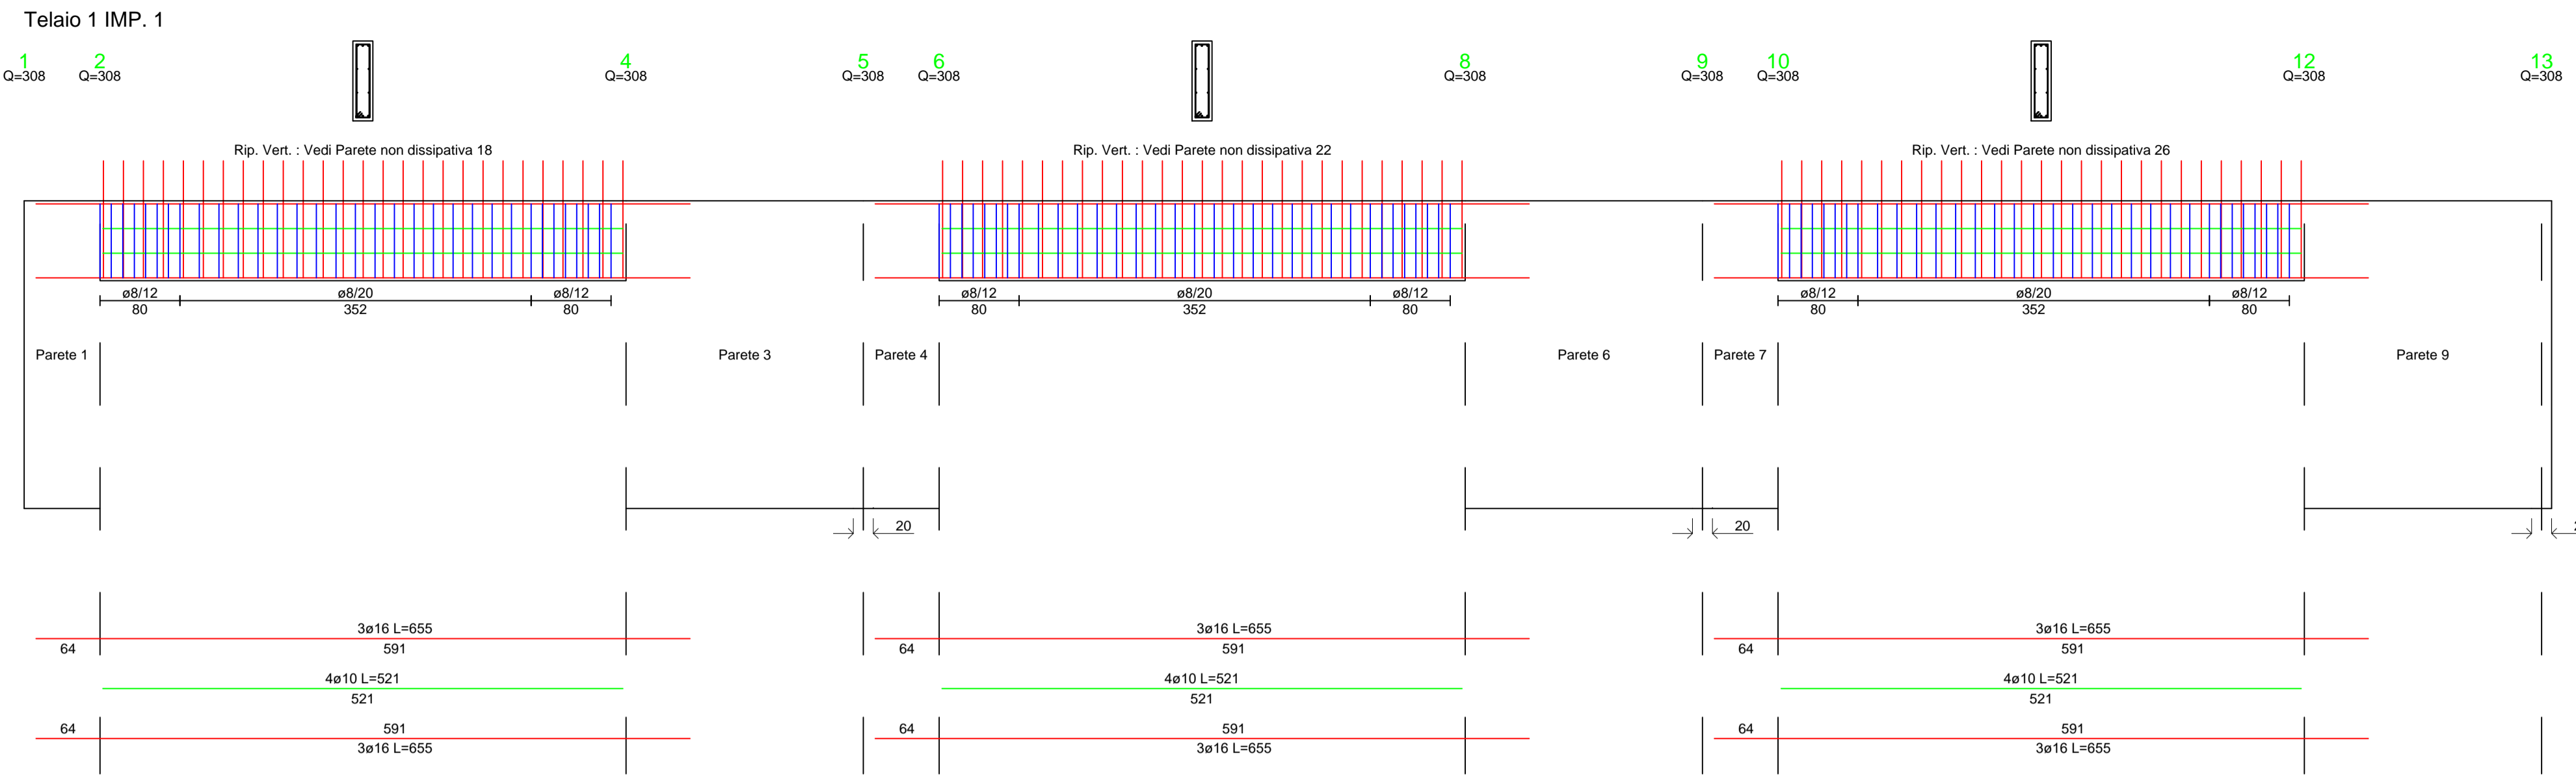 Telaio 1 IMP. 1
1 2 4 5 6 8 9 10 12 13
Q=308 Q=308 Q=308 Q=308 Q=308 Q=308 Q=308 Q=308 Q=308 Q=308
Rip. Vert. : Vedi Parete non dissipativa 18 Rip. Vert. : Vedi Parete non dissipativa 22 Rip. Vert. : Vedi Parete non dissipativa 26
ø8/12 ø8/20 ø8/12 ø8/12 ø8/20 ø8/12 ø8/12 ø8/20 ø8/12
80 352 80 80 352 80 80 352 80
Parete 1 Parete 3 Parete 4 Parete 6 Parete 7 Parete 9
20 20
3ø16 L=655 3ø16 L=655 3ø16 L=655
64 591 64 591 64 591
4ø10 L=521 4ø10 L=521 4ø10 L=521
521 521 521
64 591 64 591 64 591
3ø16 L=655 3ø16 L=655 3ø16 L=655